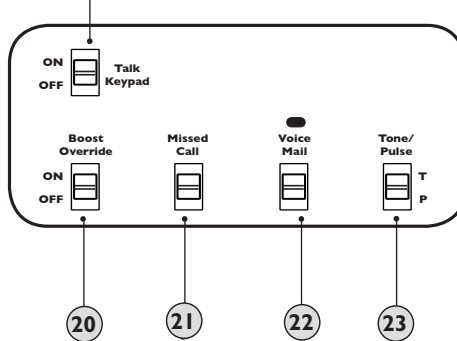 ON
OFF
Talk
Keypad
Boost
Override
Missed
Call
Voice
Mail
Tone/
Pulse
ON
OFF
T
P
20
21
22
23